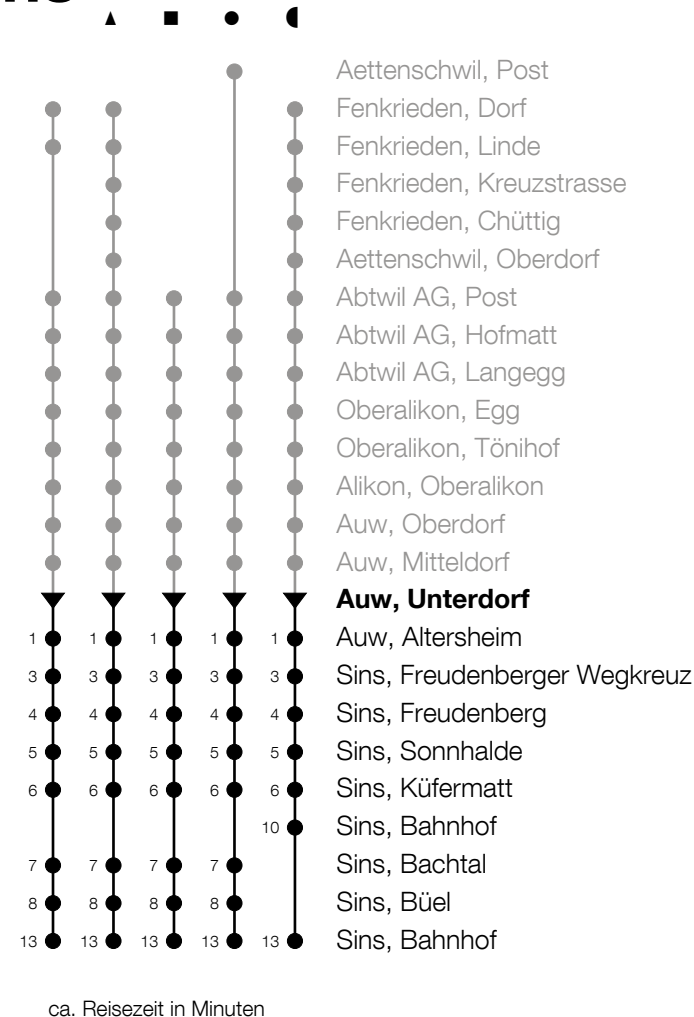 Aettenschwil, Post
Fenkrieden, Dorf
Fenkrieden, Linde
Fenkrieden, Kreuzstrasse
Fenkrieden, Chüttig
Aettenschwil, Oberdorf
Abtwil AG, Post
Abtwil AG, Hofmatt
Abtwil AG, Langegg
Oberalikon, Egg
Oberalikon, Tönihof
Alikon, Oberalikon
Auw, Oberdorf
Auw, Mitteldorf
Auw, Unterdorf
1 1 1 1 1 Auw, Altersheim
3 3 3 3 3 Sins, Freudenberger Wegkreuz
4 4 4 4 4 Sins, Freudenberg
5 5 5 5 5 Sins, Sonnhalde
6 6 6 6 6 Sins, Küfermatt
10 Sins, Bahnhof
7 7 7 7 Sins, Bachtal
8 8 8 8 Sins, Büel
13 13 13 13 13 Sins, Bahnhof
ca. Reisezeit in Minuten